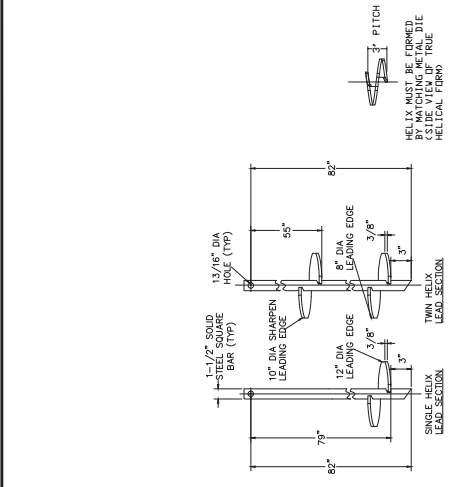 1-1/2" SOLID
STEEL SQUARE
BAR (TYP)
79"
82"
12" DIA
LEADING EDGE
3/8"
3"
SINGLE HELIX
LEAD SECTION
13/16" DIA
HOLE (TYP)
10" DIA SHARPEN
LEADING EDGE
55"
82"
8" DIA
LEADING EDGE
3/8"
3"
TWIN HELIX
LEAD SECTION
3" PITCH
HELIX MUST BE FORMED
BY MATCHING METAL DIE
(SIDE VIEW OF TRUE
HELICAL FORM)